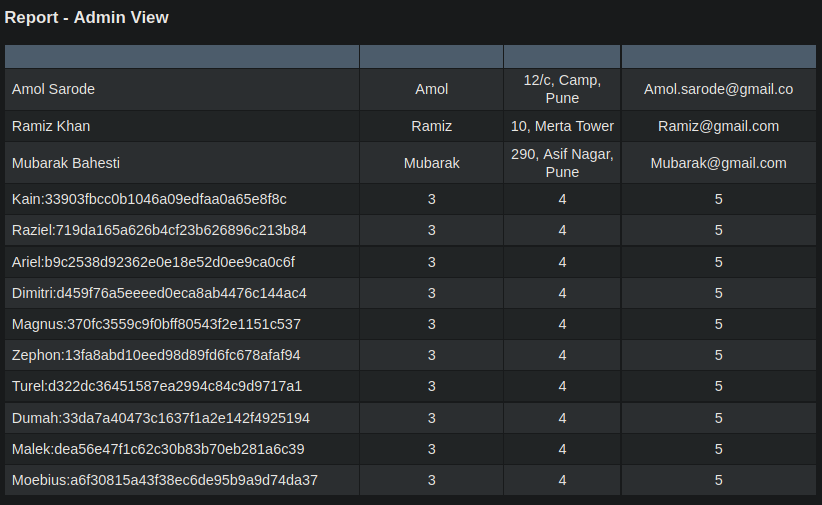 Report - Admin View
Amol Sarode Amol 12/c, Camp, Pune Amol.sarode@gmail.co
Ramiz Khan Ramiz 10, Merta Tower Ramiz@gmail.com
Mubarak Bahesti Mubarak 290, Asif Nagar, Pune Mubarak@gmail.com
Kain:33903fbcc0b1046a09edfaa0a65e8f8c 3 4 5
Raziel:719da165a626b4cf23b626896c213b84 3 4 5
Ariel:b9c2538d92362e0e18e52d0ee9ca0c6f 3 4 5
Dimitri:d459f76a5eeeed0eca8ab4476c144ac4 3 4 5
Magnus:370fc3559c9f0bff80543f2e1151c537 3 4 5
Zephon:13fa8abd10eed98d89fd6fc678afaf94 3 4 5
Turel:d322dc36451587ea2994c84c9d9717a1 3 4 5
Dumah:33da7a40473c1637f1a2e142f4925194 3 4 5
Malek:dea56e47f1c62c30b83b70eb281a6c39 3 4 5
Moebius:a6f30815a43f38ec6de95b9a9d74da37 3 4 5